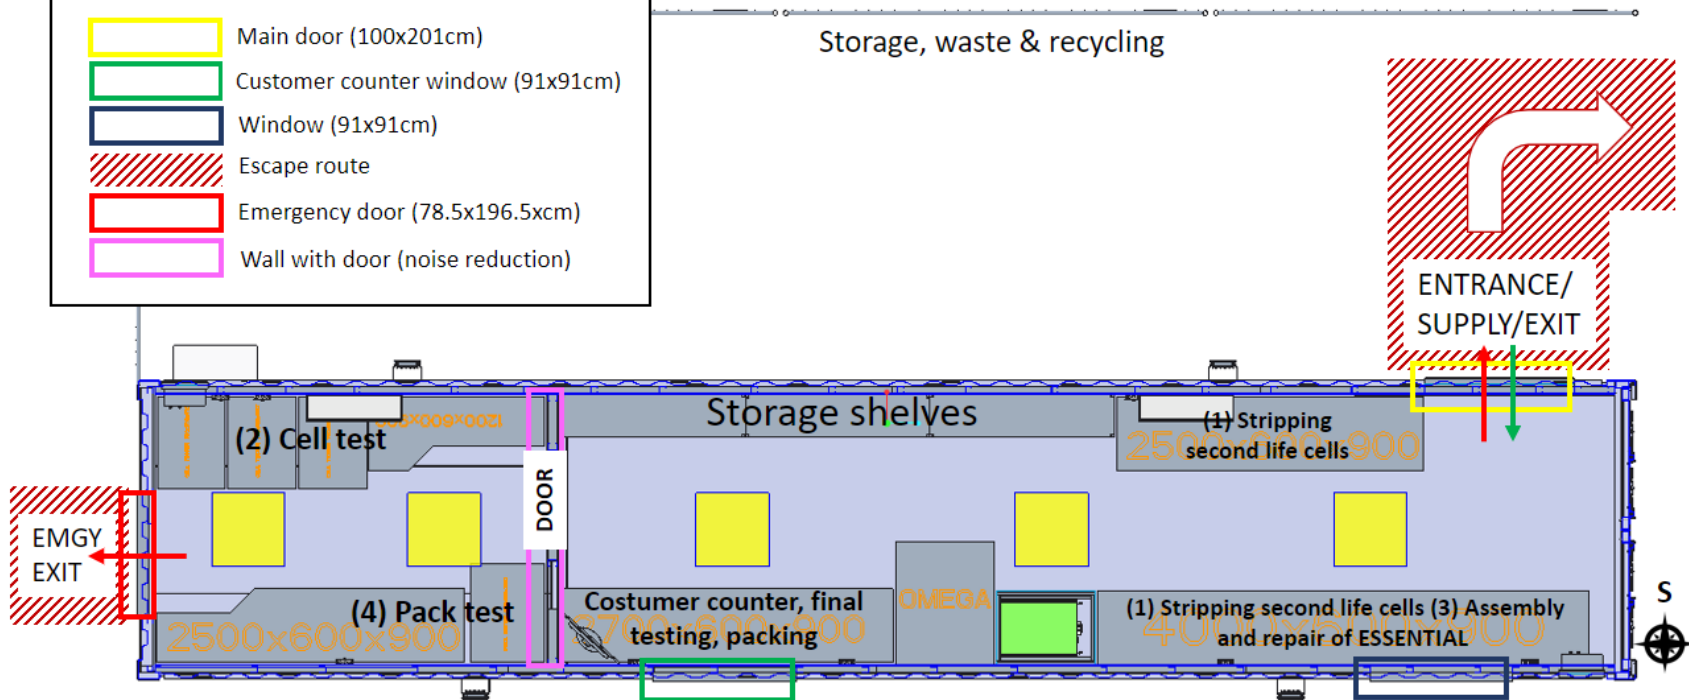 Main door (100x201cm)
Customer counter window (91x91cm)
Window (91x91cm)
Escape route
Emergency door (78.5x196.5xcm)
Wall with door (noise reduction)
Storage, waste & recycling
ENTRANCE/
SUPPLY/EXIT
Storage shelves
(1) Stripping
second life cells
2500x600x900
(2) Cell test
1200x600x900
DOOR
EMGY
EXIT
(4) Pack test
2500x600x900
Costumer counter, final
testing, packing
2700x600x900
OMEGA
(1) Stripping second life cells (3) Assembly
and repair of ESSENTIAL
4000x600x900
S